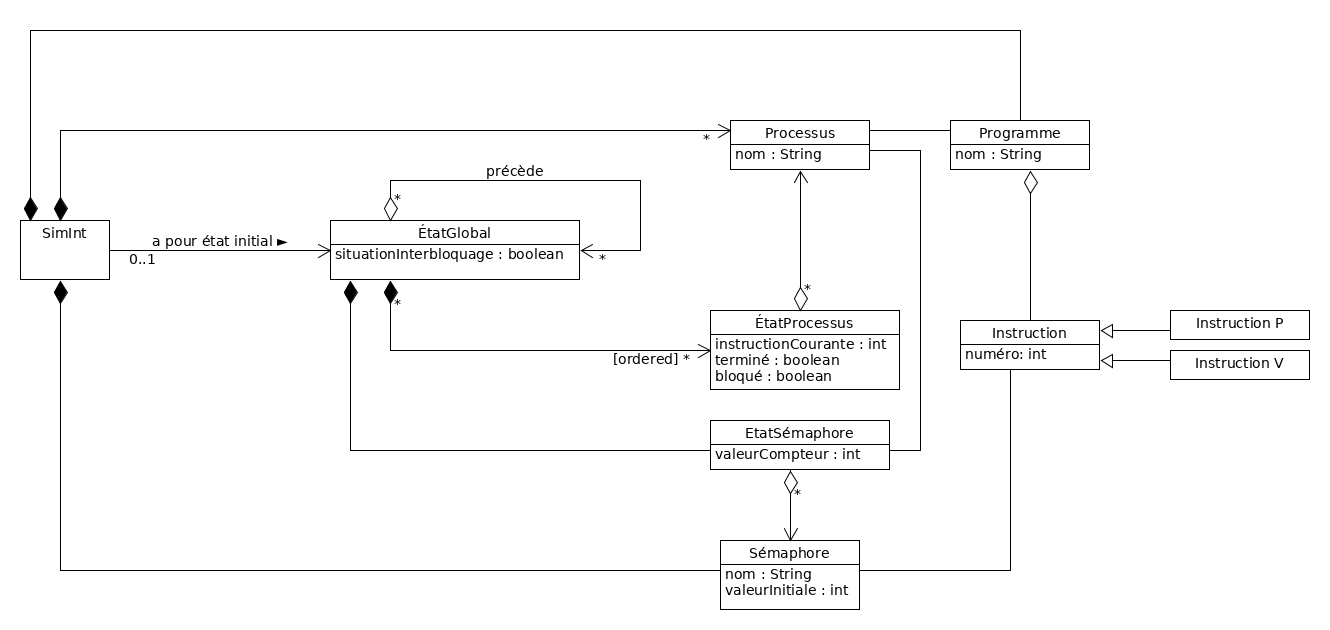 Processus
nom : String
*
Programme
nom : String
précède
*
SimInt
a pour état initial ►
0..1
ÉtatGlobal
situationInterbloquage : boolean
*
*
*
ÉtatProcessus
instructionCourante : int
terminé : boolean
bloqué : boolean
[ordered] *
Instruction
numéro: int
Instruction P
Instruction V
EtatSémaphore
valeurCompteur : int
*
Sémaphore
nom : String
valeurInitiale : int